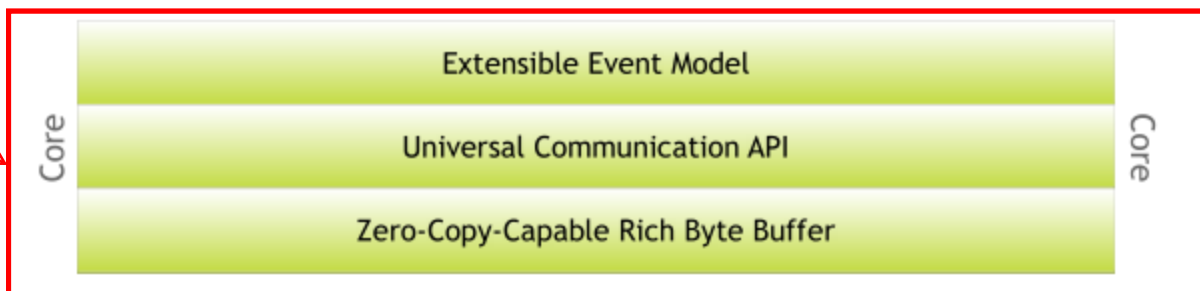 Extensible Event Model
Core
Universal Communication API
Core
Zero-Copy-Capable Rich Byte Buffer